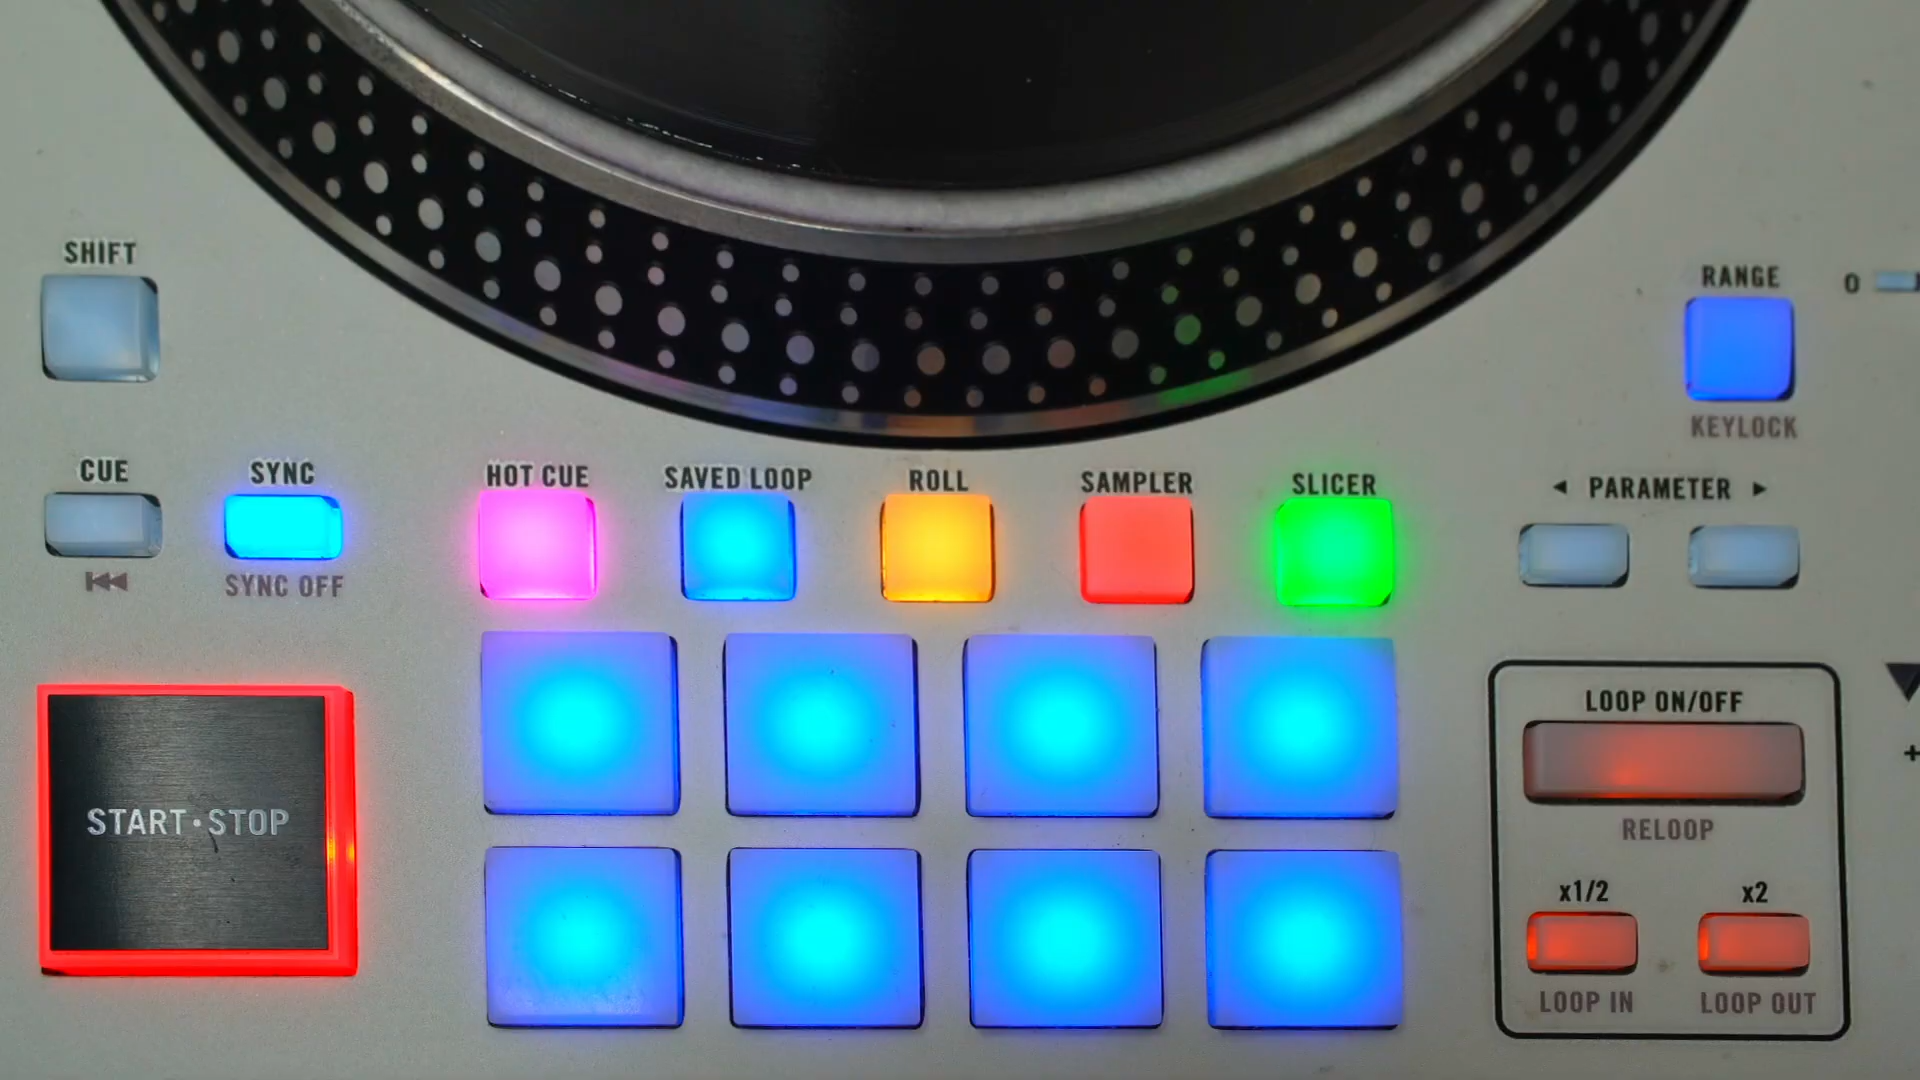 SHIFT
RANGE
0
KEYLOCK
CUE
SYNC
HOT CUE
SAVED LOOP
ROLL
SAMPLER
SLICER
◄ PARAMETER ►
SYNC OFF
START·STOP
LOOP ON/OFF
RELOOP
+
x1/2
x2
LOOP IN
LOOP OUT